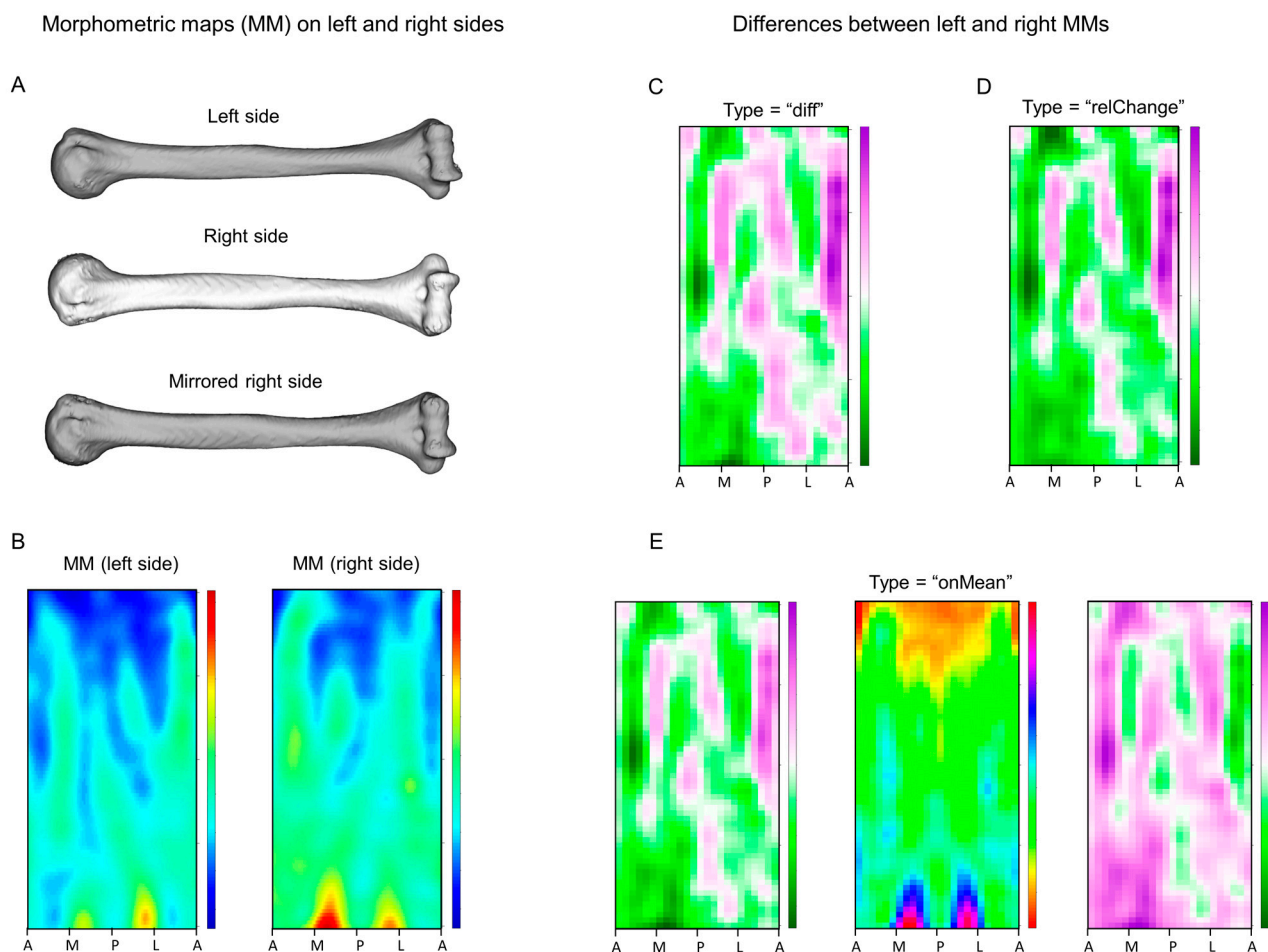 Morphometric maps (MM) on left and right sides
Differences between left and right MMs
A
Left side
Right side
Mirrored right side
B
MM (left side)
MM (right side)
A M P L A
A M P L A
C
Type = “diff”
A M P L A
D
Type = “relChange”
A M P L A
E
Type = “onMean”
A M P L A
A M P L A
A M P L A